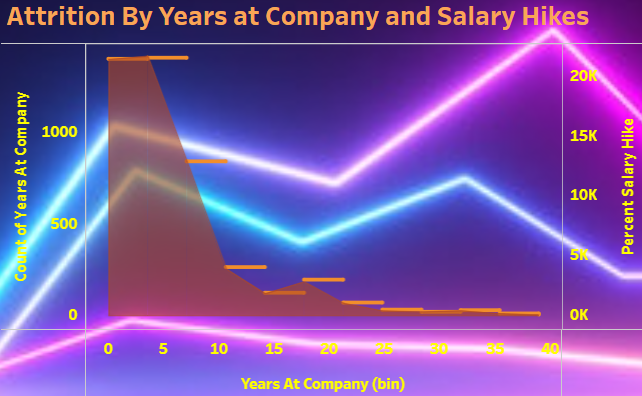 Attrition By Years at Company and Salary Hikes
Count of Years At Company
1000
500
0
20K
15K
10K
5K
0K
Percent Salary Hike
0 5 10 15 20 25 30 35 40
Years At Company (bin)